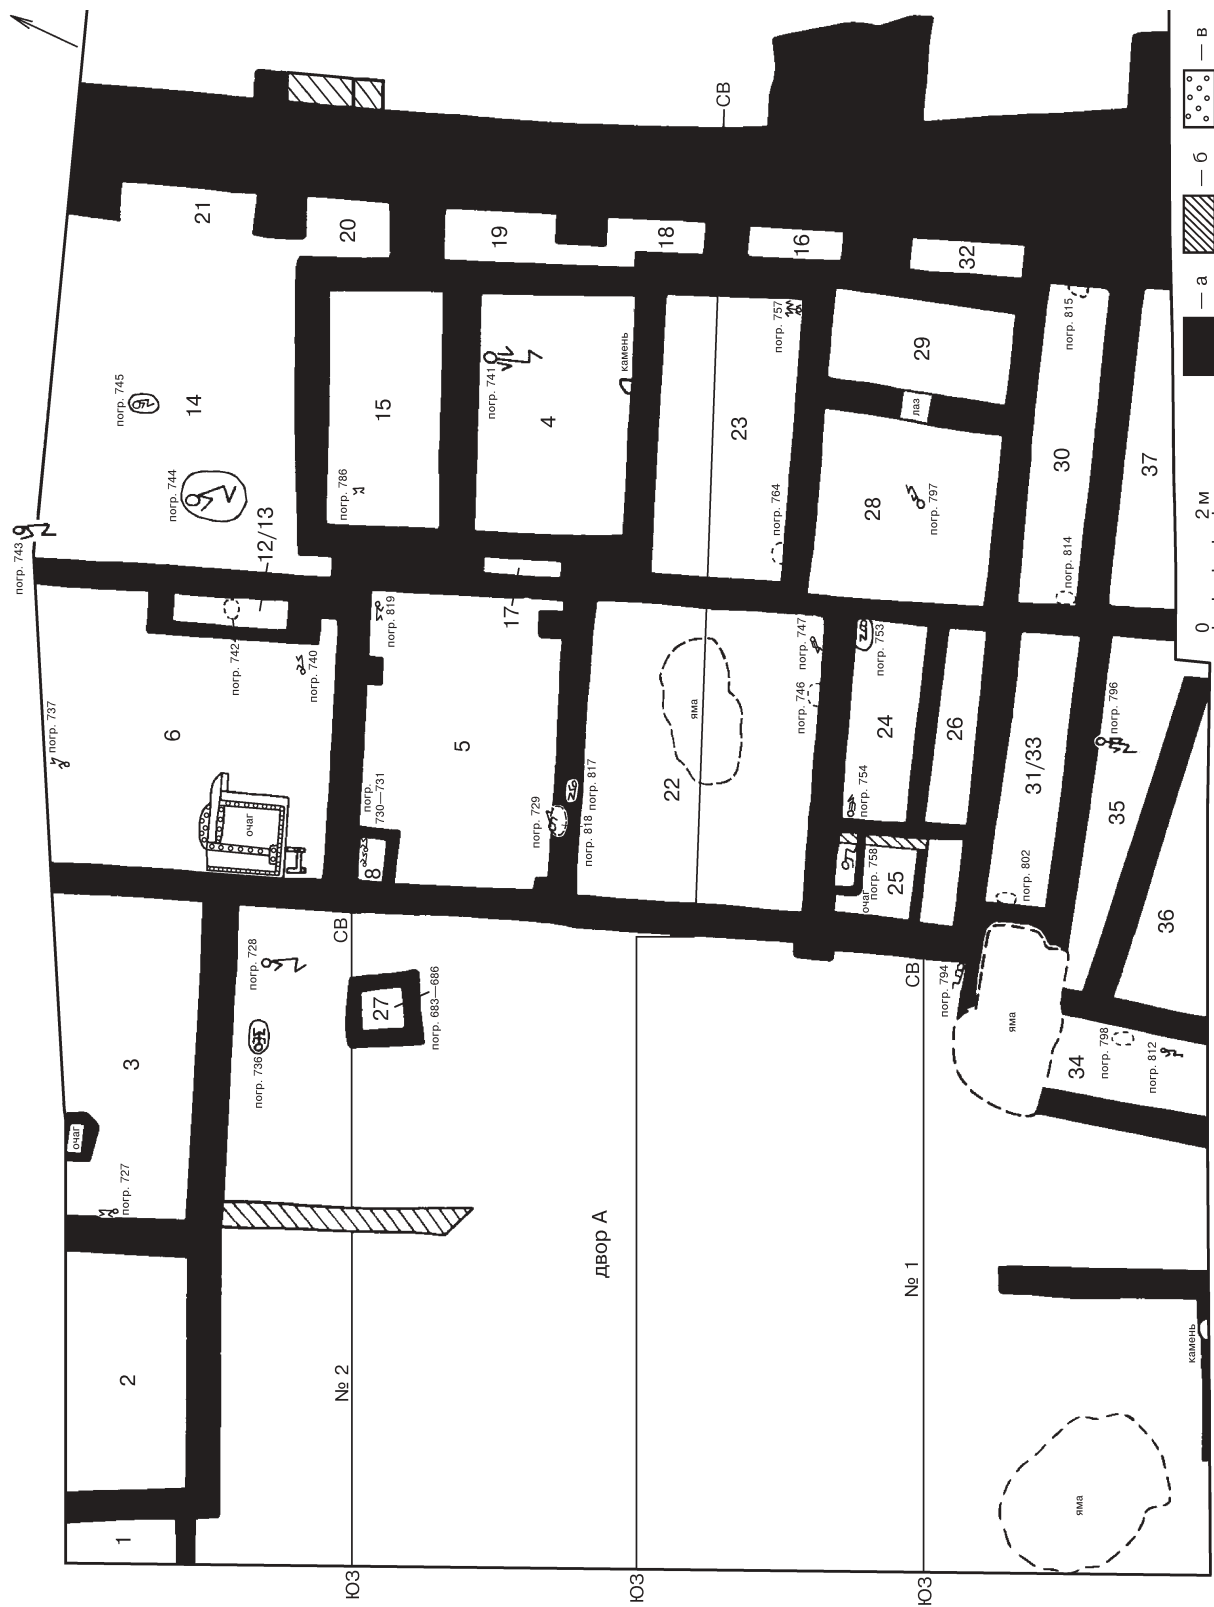 погр. 743
погр. 737
погр. 745
погр. 744
14
21
12/13
погр. 742
погр. 740
6
очаг
3
очаг
погр. 727
2
1
20
15
погр. 786
19
погр. 741
4
камень
17
погр. 819
5
погр.
730—731
8
погр. 729
погр. 817
погр. 818
18
СВ
16
погр. 757
23
погр. 764
22
яма
погр. 747
погр. 746
32
29
лаз
28
погр. 797
погр. 753
24
погр. 754
26
очаг
погр. 758
25
погр. 815
30
погр. 814
37
31/33
погр. 802
погр. 796
35
36
погр. 728
погр. 736
СВ
27
погр. 683—686
СВ
погр. 794
яма
34
погр. 798
погр. 812
двор А
№ 2
№ 1
камень
яма
ЮЗ
ЮЗ
ЮЗ
0 2 м
— а
— б
— в